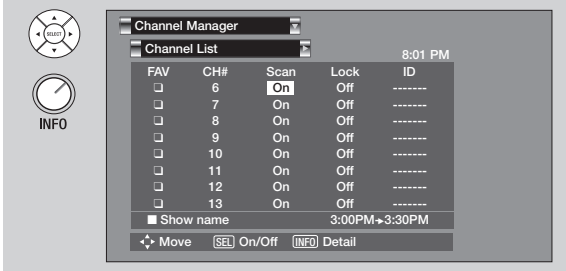 SELECT
INFO
Channel Manager
Channel List
8:01 PM
FAV CH# Scan Lock ID
❏ 6 On Off -------
❏ 7 On Off -------
❏ 8 On Off -------
❏ 9 On Off -------
❏ 10 On Off -------
❏ 11 On Off -------
❏ 12 On Off -------
❏ 13 On Off -------
■ Show name 3:00PM➔3:30PM
Move SEL On/Off INFO Detail